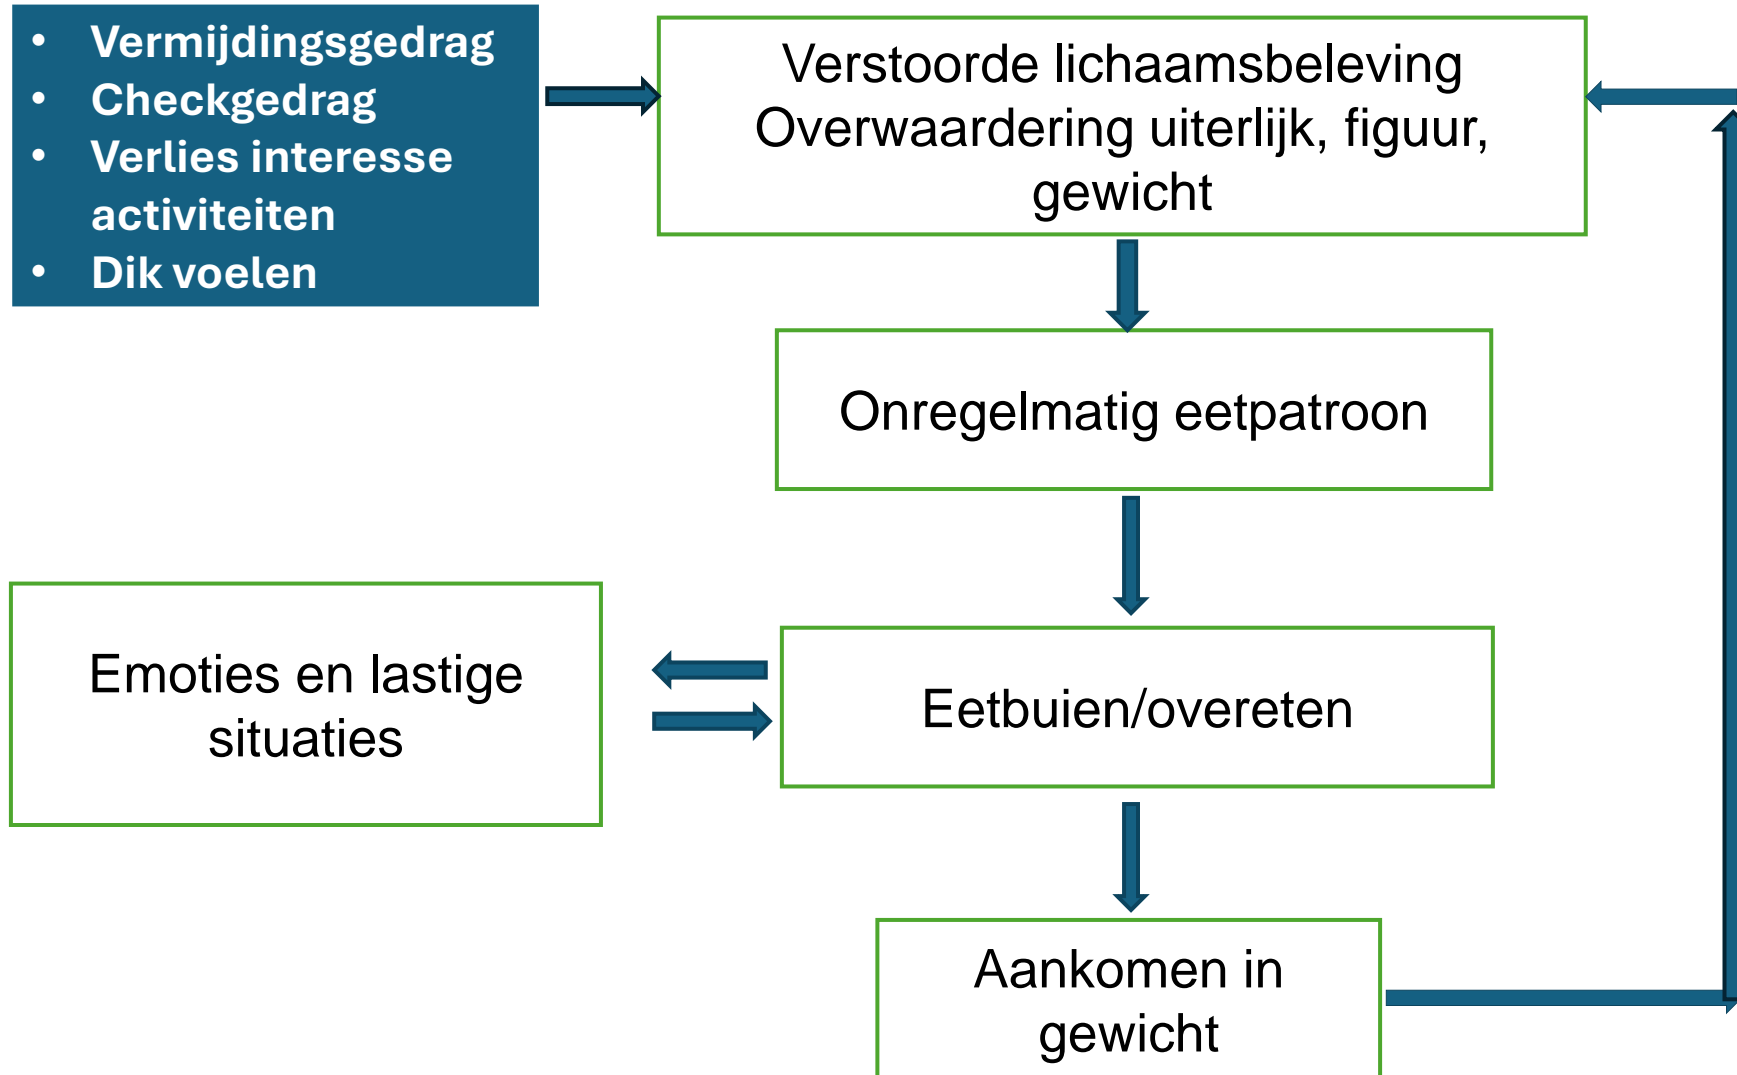 • Vermijdingsgedrag
• Checkgedrag
• Verlies interesse
activiteiten
• Dik voelen
Verstoorde lichaamsbeleving
Overwaardering uiterlijk, figuur,
gewicht
Onregelmatig eetpatroon
Emoties en lastige
situaties
Eetbuien/overeten
Aankomen in
gewicht